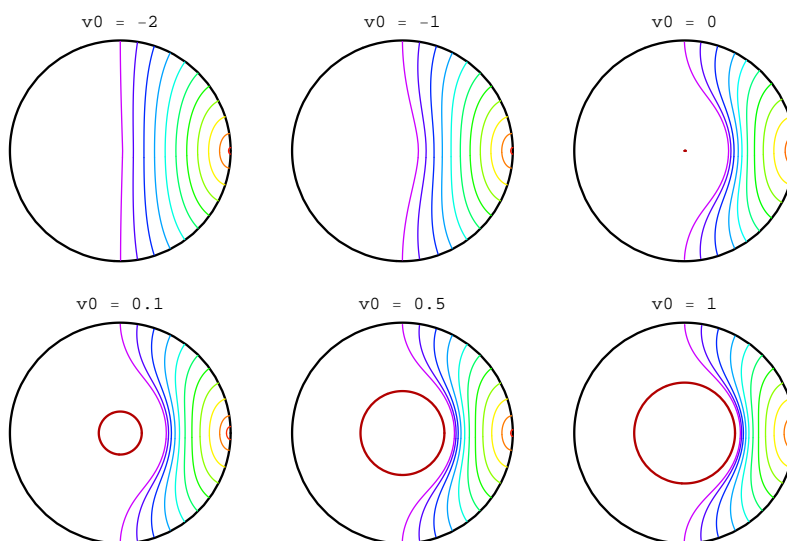 v0 = −2
v0 = −1
v0 = 0
v0 = 0.1
v0 = 0.5
v0 = 1